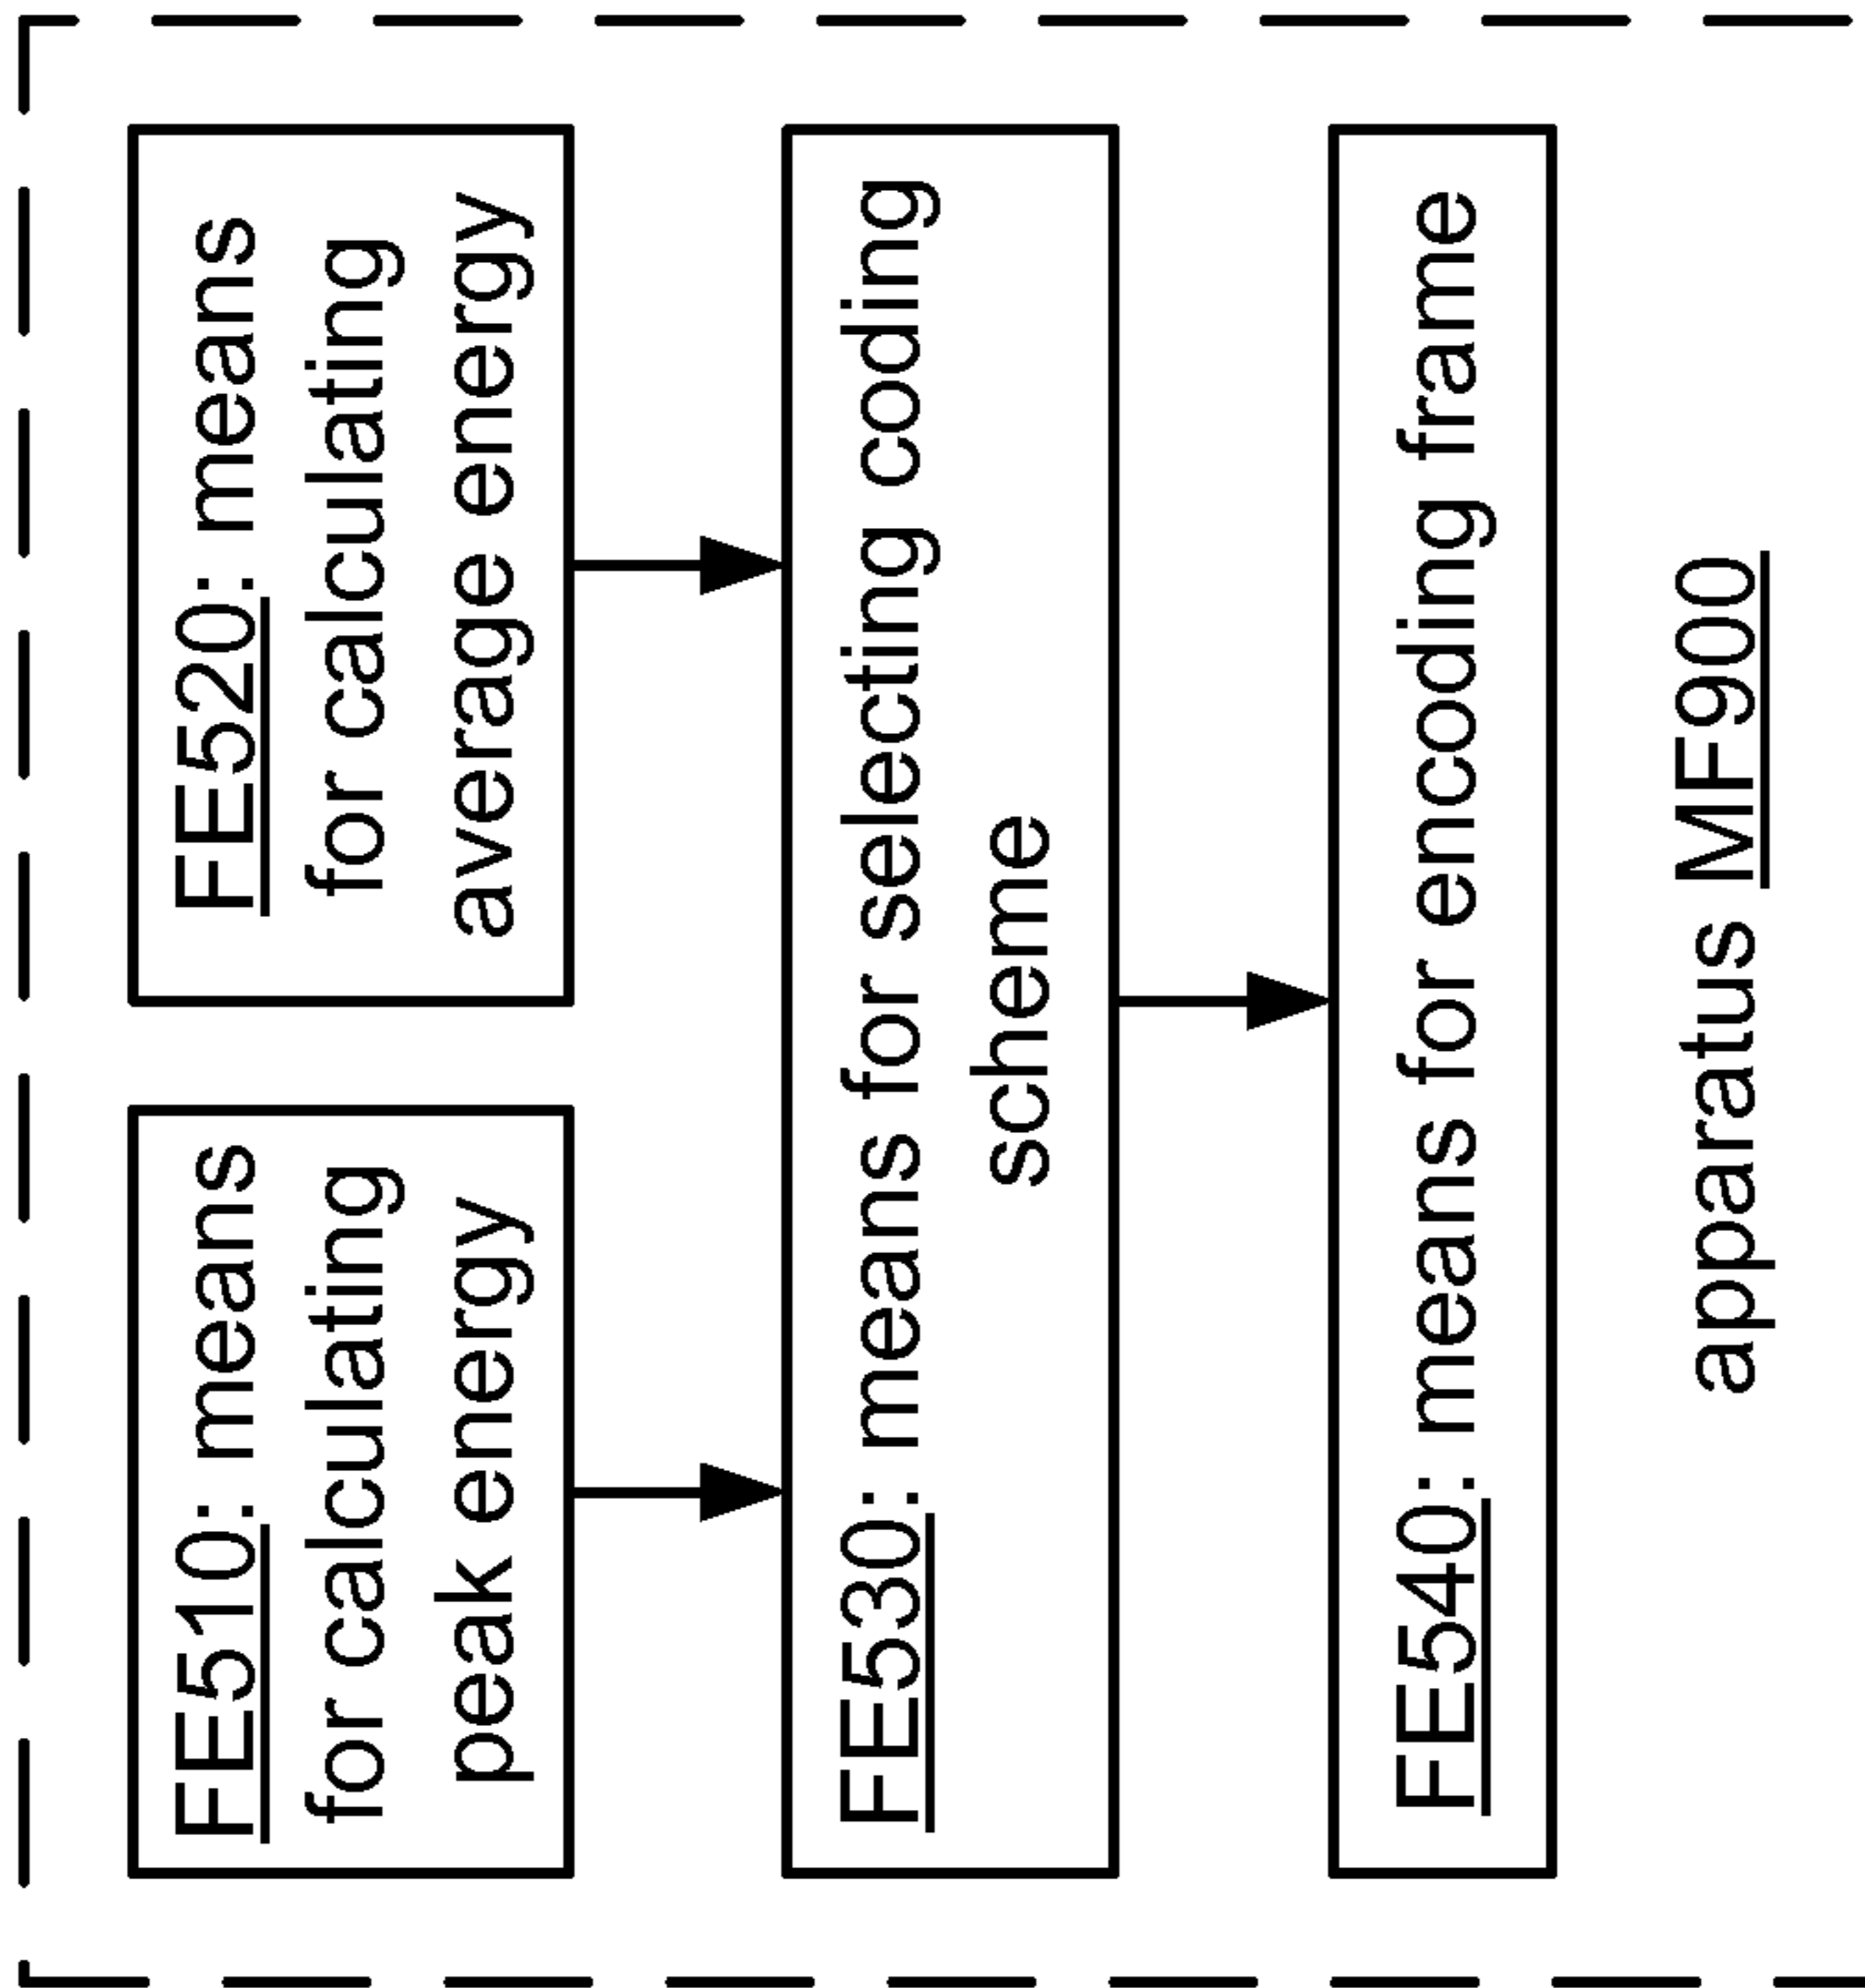 FE510: means
for calculating
peak energy
FE520: means
for calculating
average energy
FE530: means for selecting coding
scheme
FE540: means for encoding frame
apparatus MF900